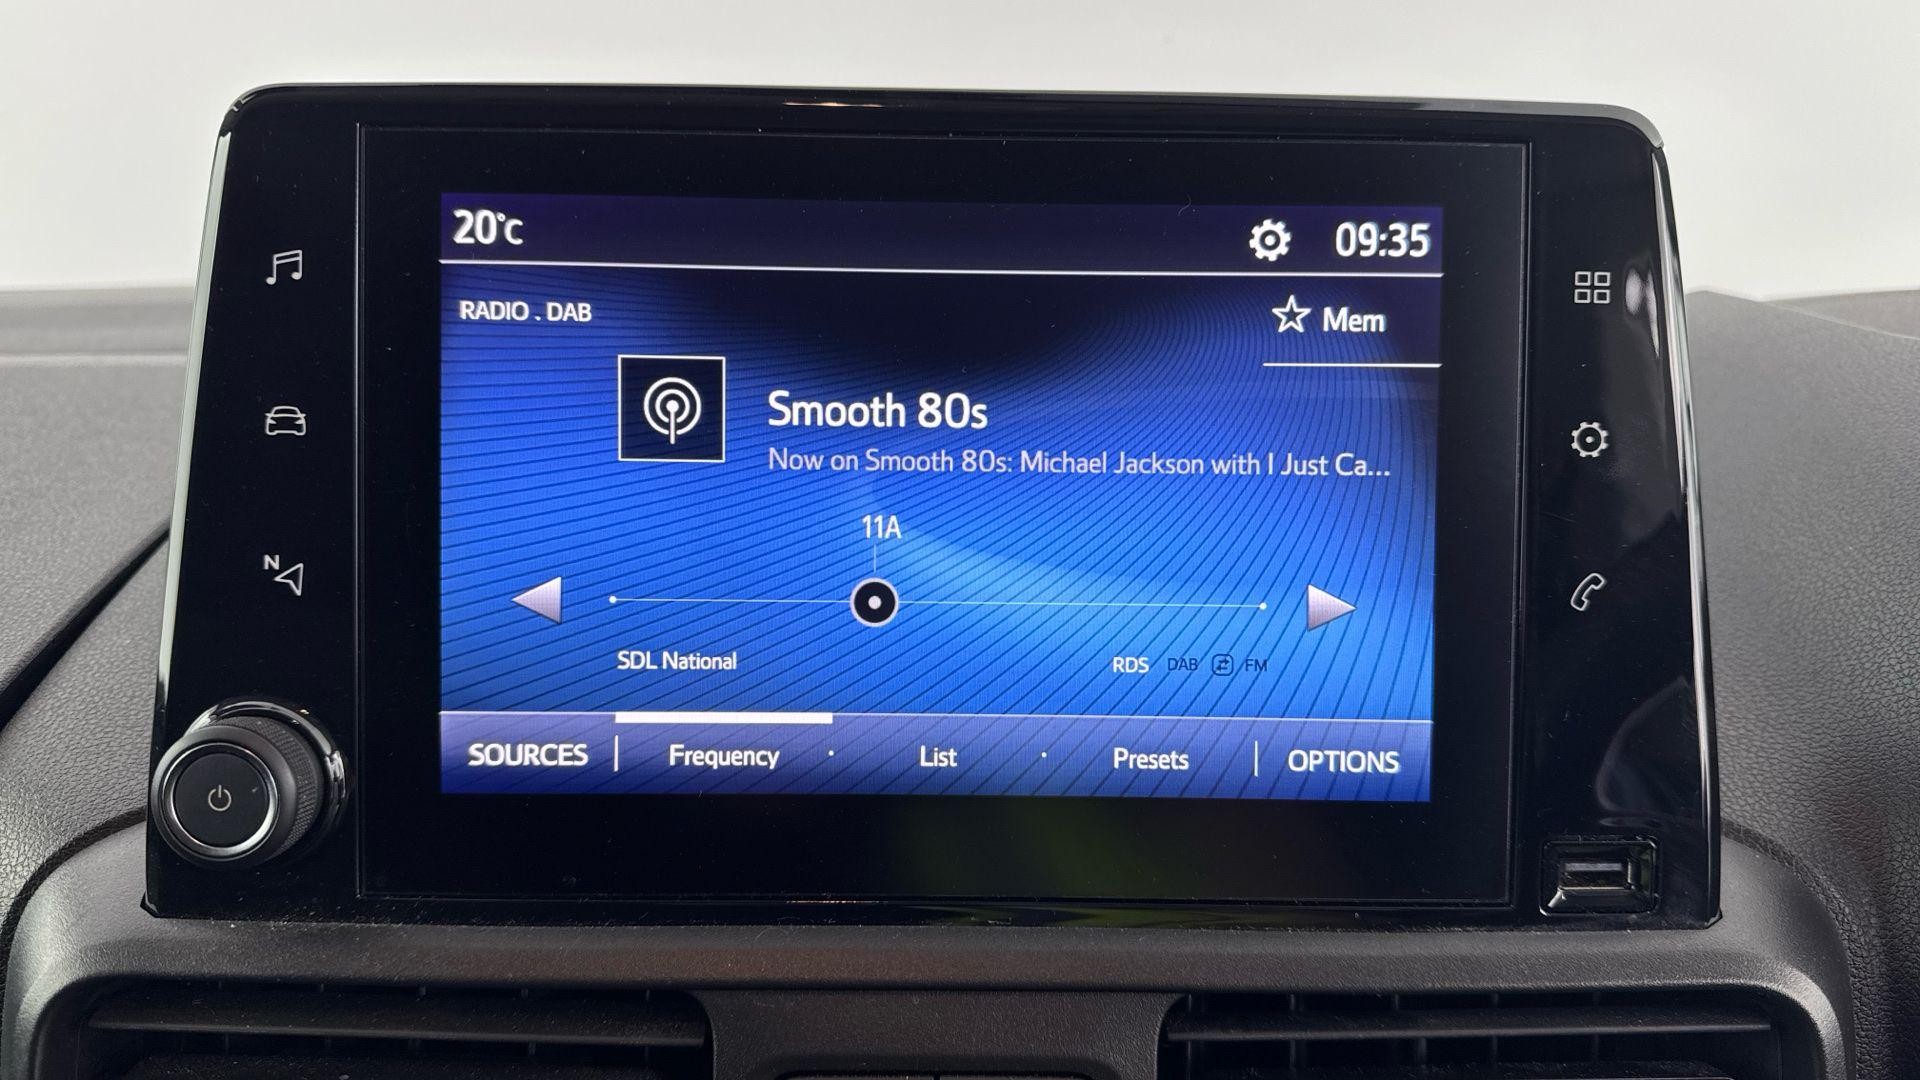 20°C
09:35
RADIO . DAB
Mem
Smooth 80s
Now on Smooth 80s: Michael Jackson with I Just Ca...
11A
SDL National
RDS DAB FM
SOURCES Frequency · List · Presets OPTIONS
N